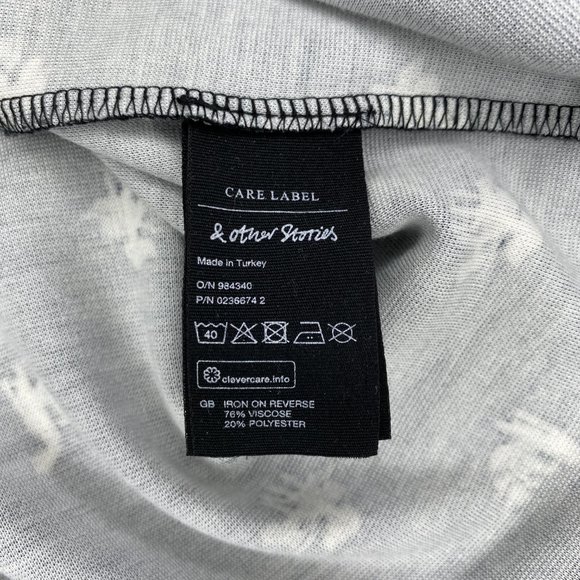 CARE LABEL
& other Stories
Made in Turkey
O/N 984340
P/N 0236674 2
40
clevercare.info
GB IRON ON REVERSE
76% VISCOSE
20% POLYESTER